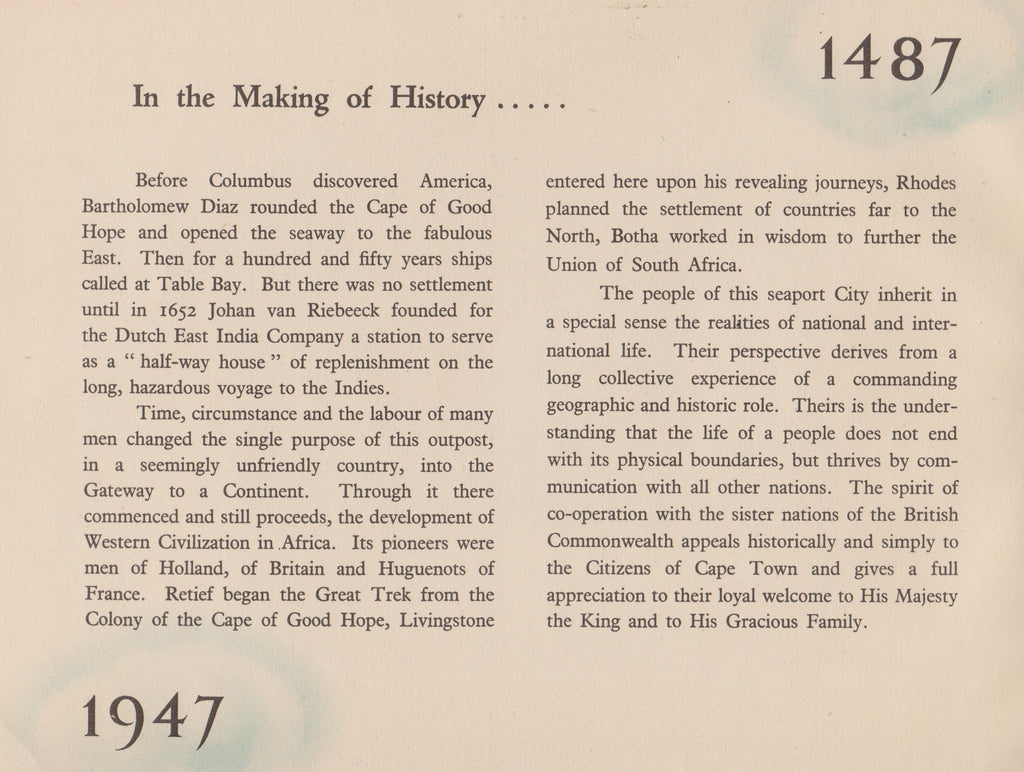 1487
In the Making of History . . . . .
Before Columbus discovered America,
Bartholomew Diaz rounded the Cape of Good
Hope and opened the seaway to the fabulous
East. Then for a hundred and fifty years ships
called at Table Bay. But there was no settlement
until in 1652 Johan van Riebeeck founded for
the Dutch East India Company a station to serve
as a “ half-way house ” of replenishment on the
long, hazardous voyage to the Indies.
Time, circumstance and the labour of many
men changed the single purpose of this outpost,
in a seemingly unfriendly country, into the
Gateway to a Continent. Through it there
commenced and still proceeds, the development of
Western Civilization in Africa. Its pioneers were
men of Holland, of Britain and Huguenots of
France. Retief began the Great Trek from the
Colony of the Cape of Good Hope, Livingstone
entered here upon his revealing journeys, Rhodes
planned the settlement of countries far to the
North, Botha worked in wisdom to further the
Union of South Africa.
The people of this seaport City inherit in
a special sense the realities of national and inter-
national life. Their perspective derives from a
long collective experience of a commanding
geographic and historic role. Theirs is the under-
standing that the life of a people does not end
with its physical boundaries, but thrives by com-
munication with all other nations. The spirit of
co-operation with the sister nations of the British
Commonwealth appeals historically and simply to
the Citizens of Cape Town and gives a full
appreciation to their loyal welcome to His Majesty
the King and to His Gracious Family.
1947